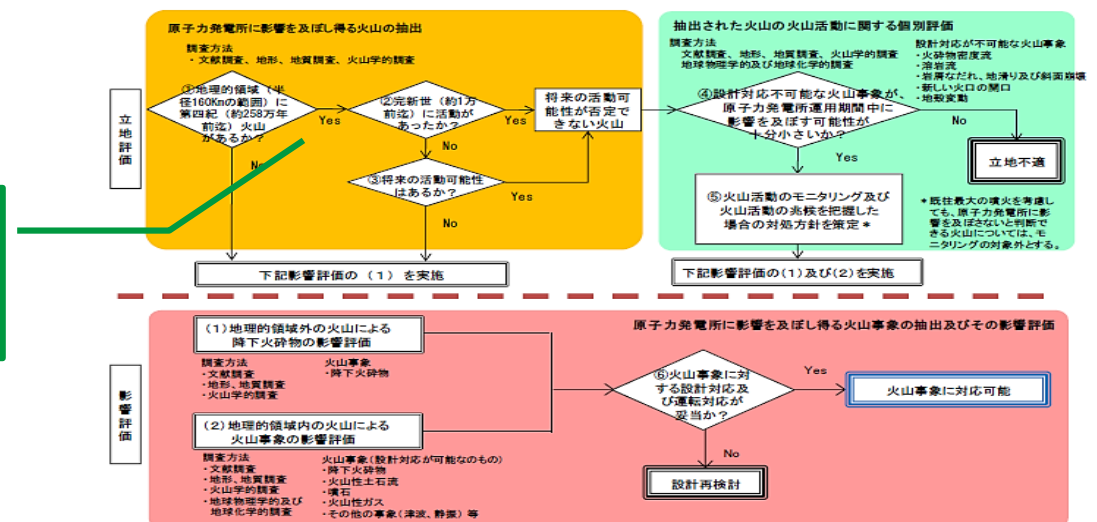 原子力発電所に影響を及ぼし得る火山の抽出
調査方法
・文献調査、地形、地質調査、火山学的調査
①地理的領域(半
径160Kmの範囲)に
第四紀(約258万年
前迄)火山
があるか?
Yes
No
②完新世(約1万
前迄)に活動が
あったか?
Yes
No
③将来の活動可能性
はあるか?
Yes
No
将来の活動可
能性が否定で
きない火山
立地評価
下記影響評価の(1)を実施
抽出された火山の火山活動に関する個別評価
調査方法
文献調査、地形、地質調査、火山学的調査
地球物理学的及び地球化学的調査
設計対応が不可能な火山事象
・火砕物密度流
・溶岩流
・岩屑なだれ、地滑り及び斜面崩壊
・新しい火口の開口
・地殻変動
④設計対応不可能な火山事象が、
原子力発電所運用期間中に
影響を及ぼす可能性が
十分小さいか?
No
Yes
立地不適
⑤火山活動のモニタリング及び
火山活動の兆候を把握した
場合の対処方針を策定*
*既往最大の噴火を考慮し
ても、原子力発電所に影
響を及ぼさないと判断で
きる火山については、モ
ニタリングの対象外とする。
下記影響評価の(1)及び(2)を実施
影響評価
原子力発電所に影響を及ぼし得る火山事象の抽出及びその影響評価
(1)地理的領域外の火山による
降下火砕物の影響評価
調査方法
・文献調査
・地形、地質調査
・火山学的調査
火山事象
・降下火砕物
(2)地理的領域内の火山による
火山事象の影響評価
調査方法
・文献調査
・地形、地質調査
・火山学的調査
・地球物理学的及び
地球化学的調査
火山事象(設計対応が可能なのもの)
・降下火砕物
・火山性土石流
・噴石
・火山性ガス
・その他の事象(津波、静振)等
⑥火山事象に対
する設計対応及
び運転対応が
妥当か?
Yes
No
火山事象に対応可能
設計再検討